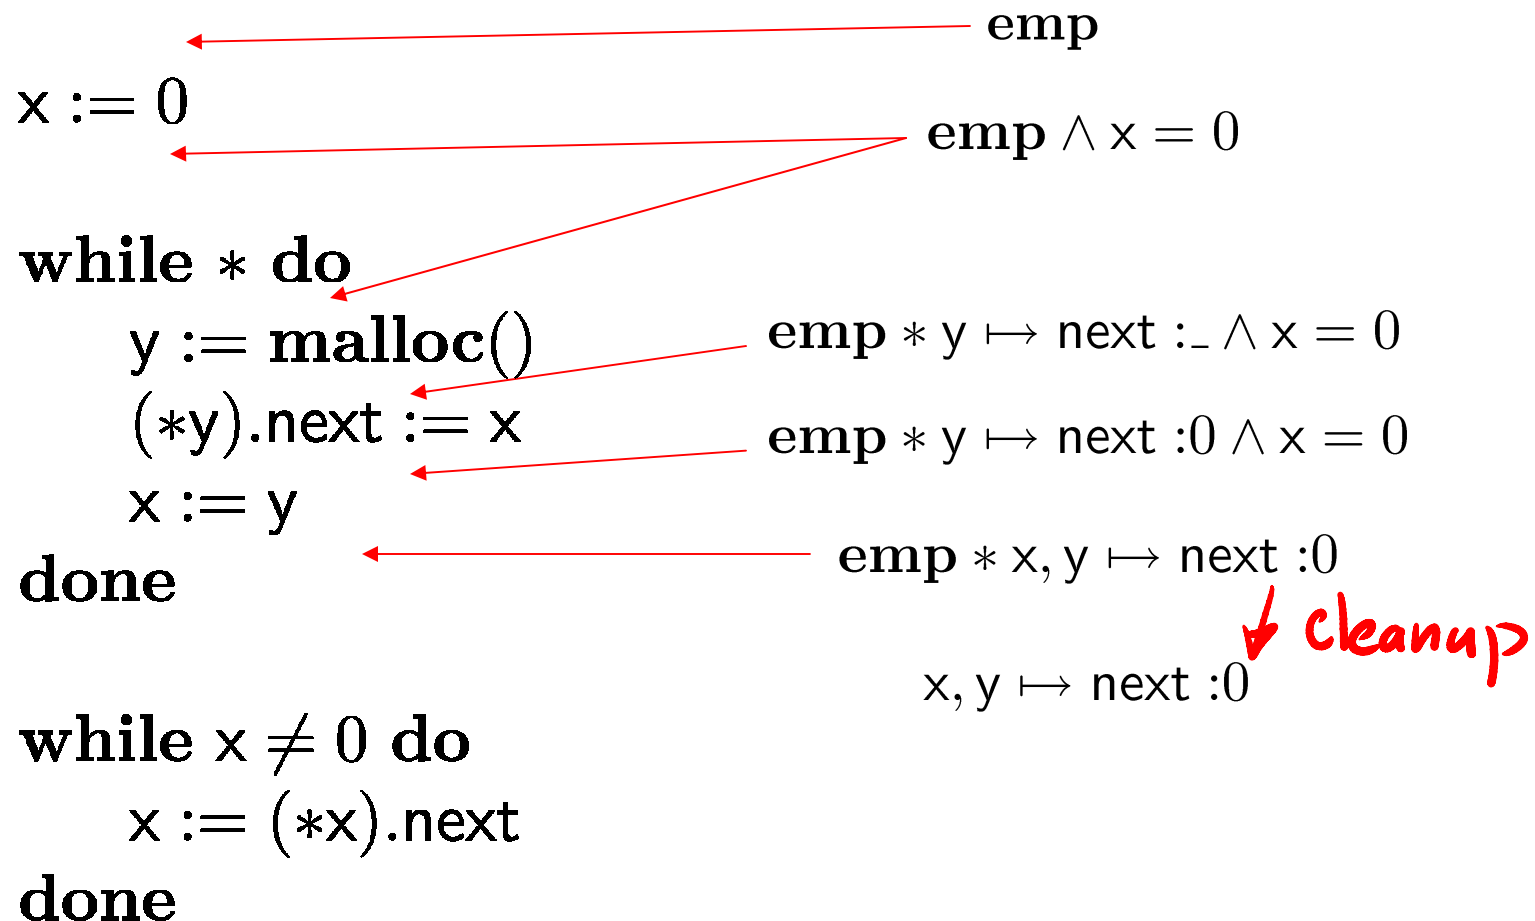 emp
x := 0
emp ∧ x = 0
while * do
y := malloc()
emp * y ↦ next :_ ∧ x = 0
(*y).next := x
emp * y ↦ next :0 ∧ x = 0
x := y
emp * x, y ↦ next :0
done
cleanup
x, y ↦ next :0
while x ≠ 0 do
x := (*x).next
done